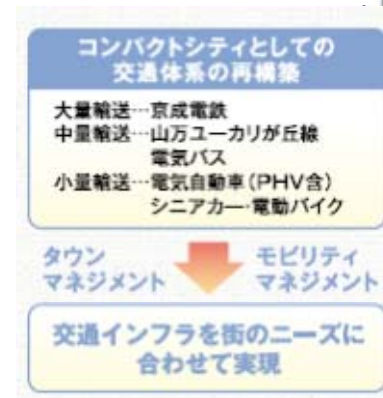 コンパクトシティとしての
交通体系の再構築
大量輸送…京成電鉄
中量輸送…山万ユーカリが丘線
電気バス
小量輸送…電気自動車(PHV含)
シニアカー・電動バイク
タウン
マネジメント
モビリティ
マネジメント
交通インフラを街のニーズに
合わせて実現